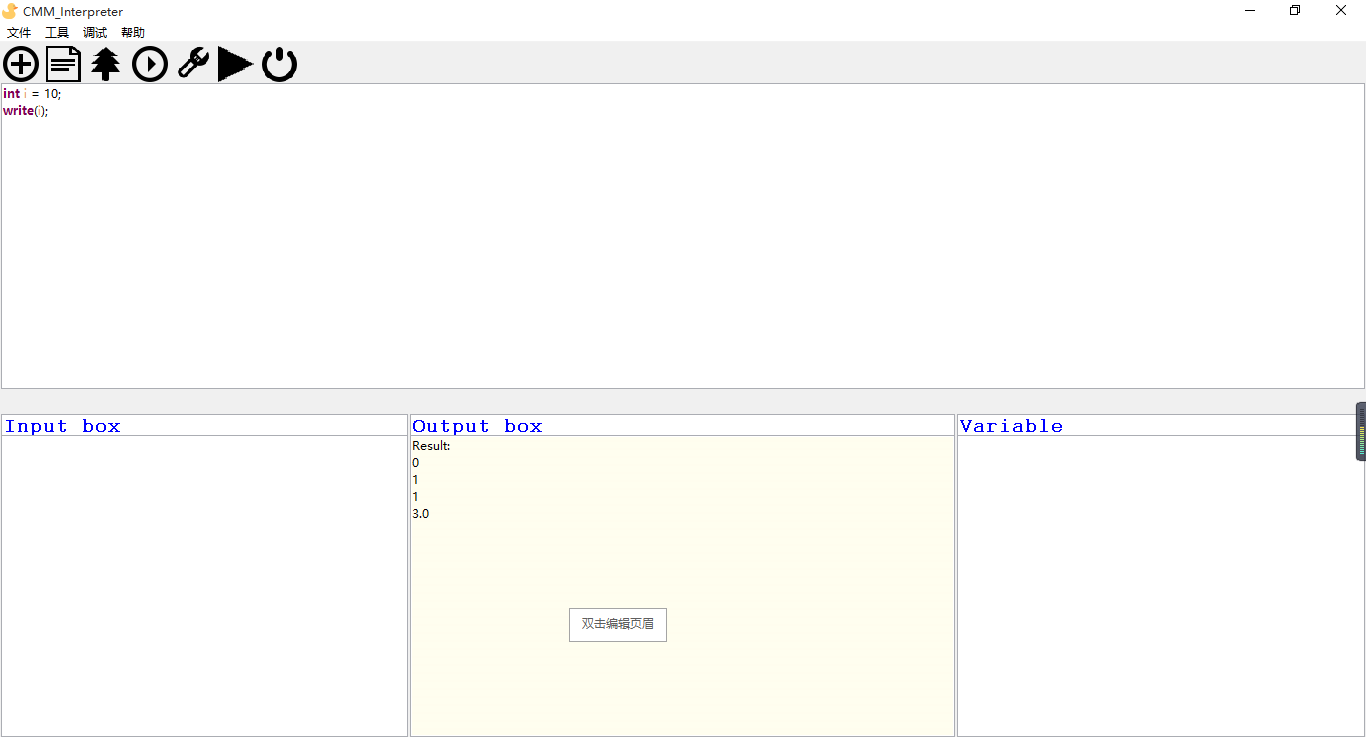 CMM_Interpreter
文件 工具 调试 帮助
int i = 10;
write(i);
Input box
Output box
Variable
Result:
0
1
1
3.0
双击编辑页眉